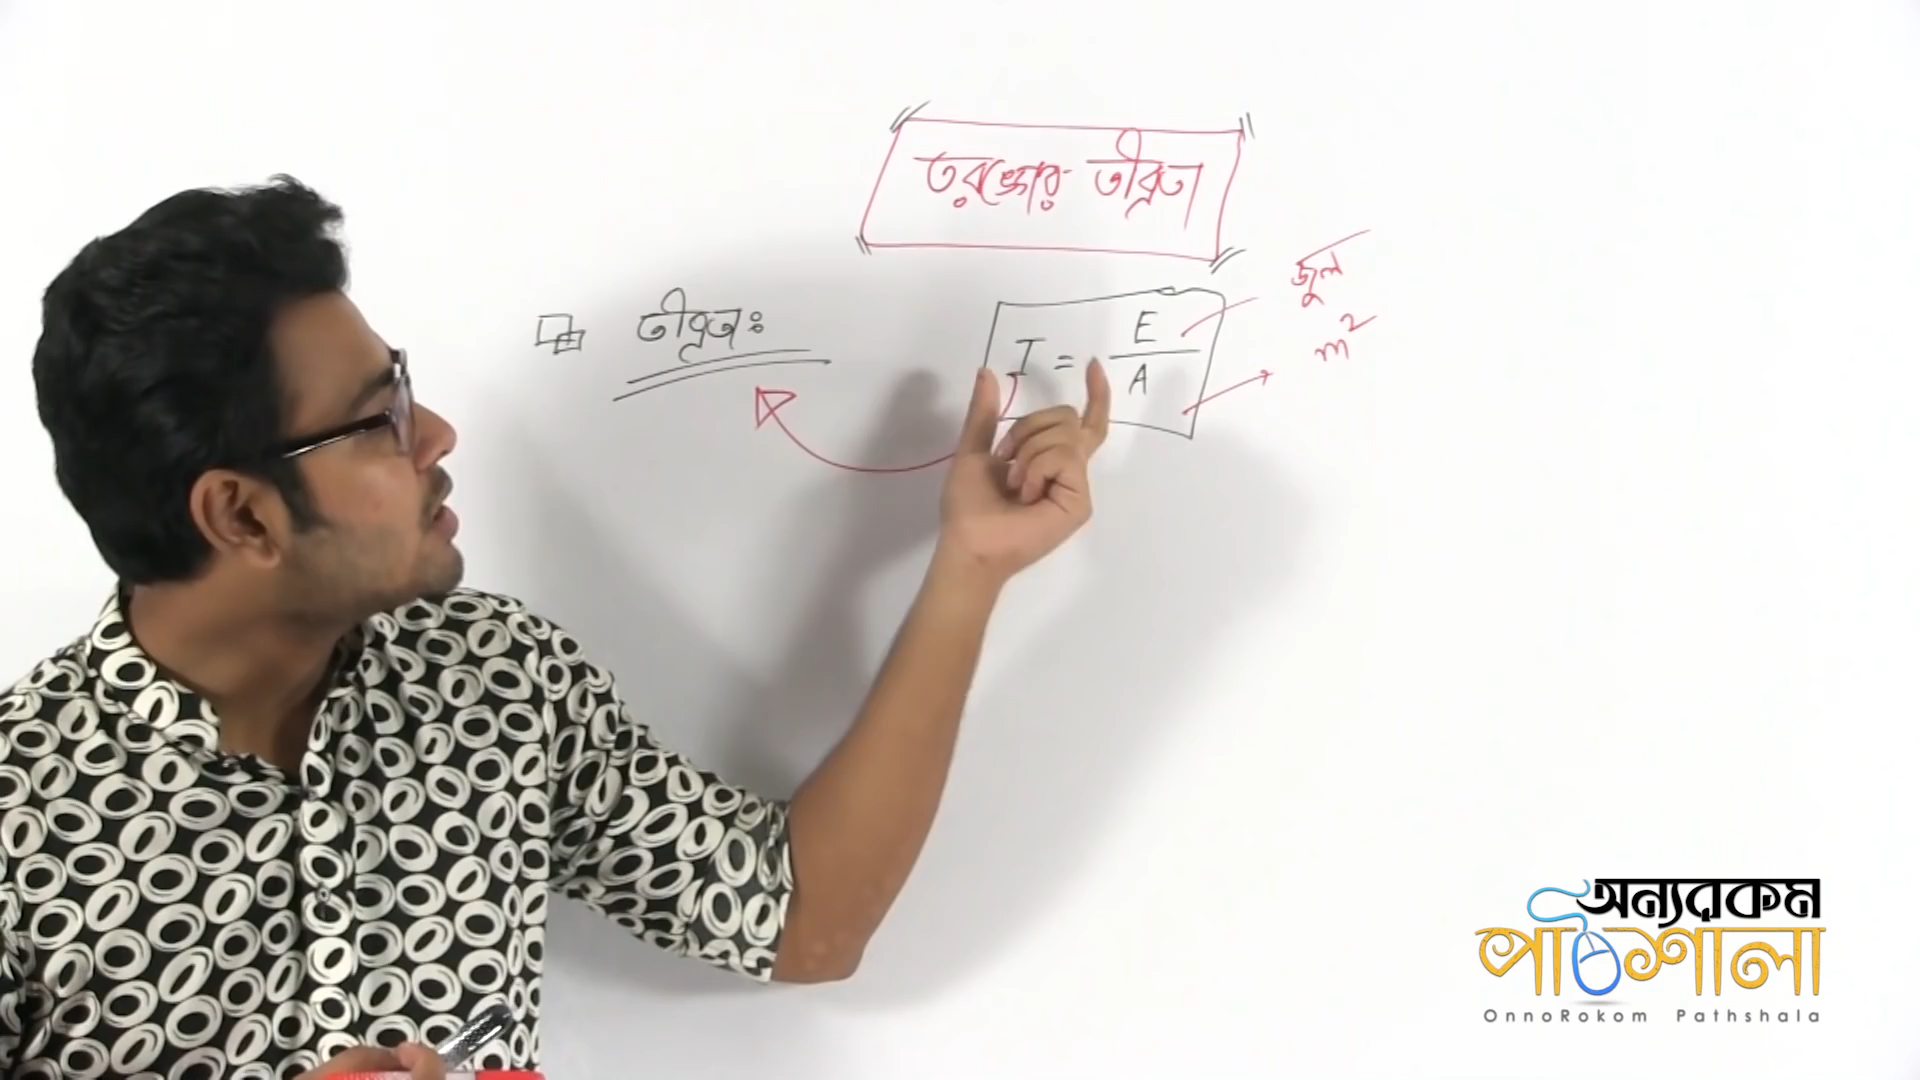 তরঙ্গের তীব্রতা
তীব্রতাঃ
I = E/A
জুল
m²
অন্যরকম
পাঠশালা
OnnoRokom Pathshala